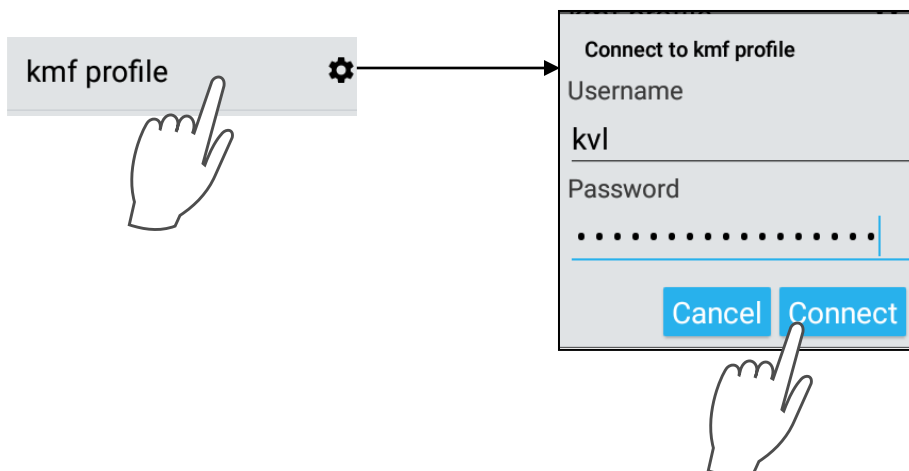 kmf profile
Connect to kmf profile
Username
kvl
Password
•••••••••••••••••
Cancel Connect